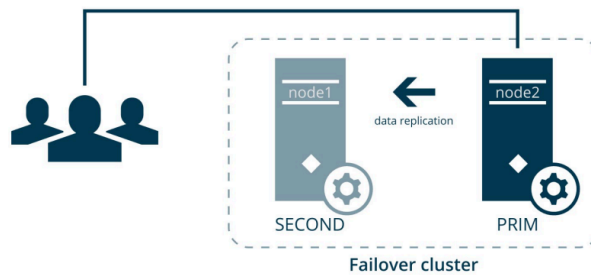 node1
node2
data replication
SECOND
PRIM
Failover cluster